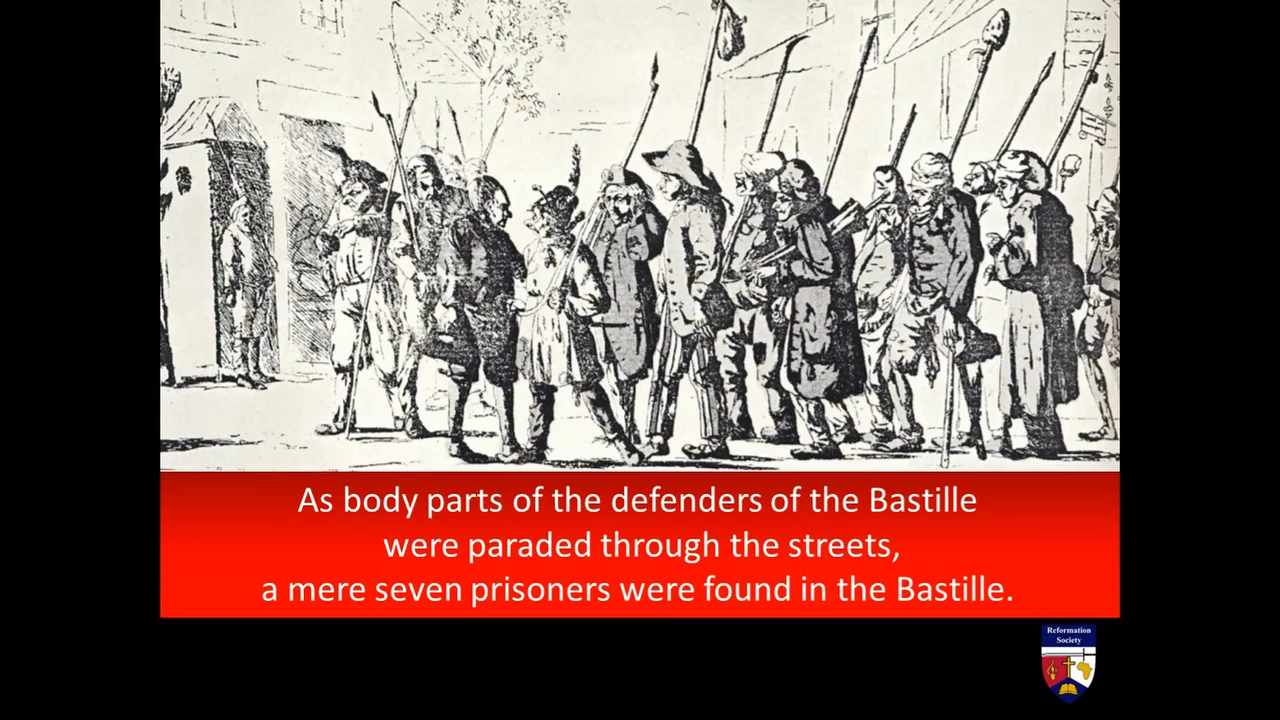 As body parts of the defenders of the Bastille
were paraded through the streets,
a mere seven prisoners were found in the Bastille.
Reformation
Society